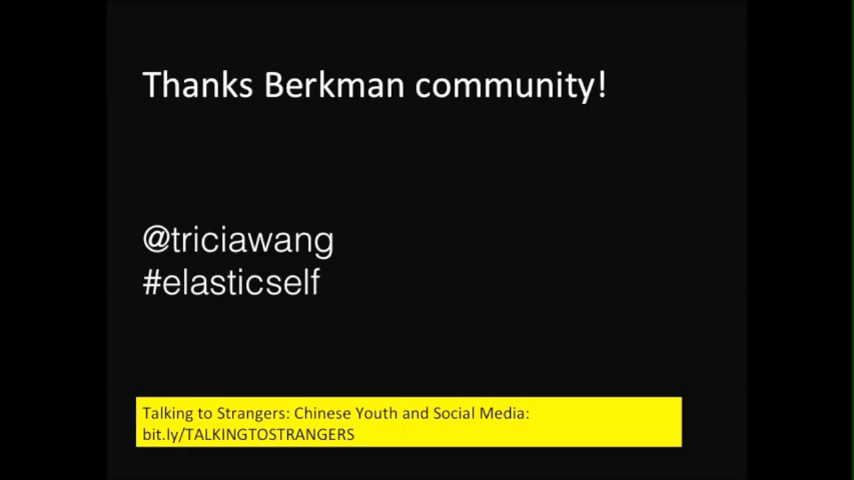 Thanks Berkman community!
@triciawang
#elasticself
Talking to Strangers: Chinese Youth and Social Media:
bit.ly/TALKINGTOSTRANGERS